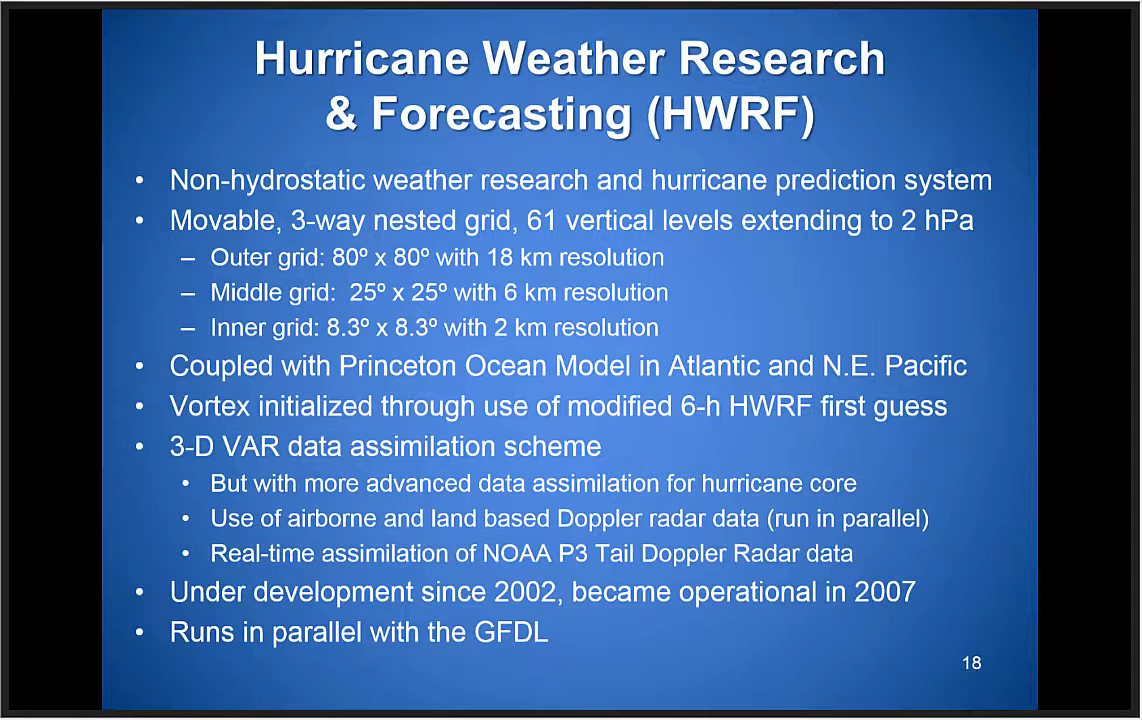 Hurricane Weather Research
& Forecasting (HWRF)
• Non-hydrostatic weather research and hurricane prediction system
• Movable, 3-way nested grid, 61 vertical levels extending to 2 hPa
– Outer grid: 80º x 80º with 18 km resolution
– Middle grid: 25º x 25º with 6 km resolution
– Inner grid: 8.3º x 8.3º with 2 km resolution
• Coupled with Princeton Ocean Model in Atlantic and N.E. Pacific
• Vortex initialized through use of modified 6-h HWRF first guess
• 3-D VAR data assimilation scheme
• But with more advanced data assimilation for hurricane core
• Use of airborne and land based Doppler radar data (run in parallel)
• Real-time assimilation of NOAA P3 Tail Doppler Radar data
• Under development since 2002, became operational in 2007
• Runs in parallel with the GFDL
18